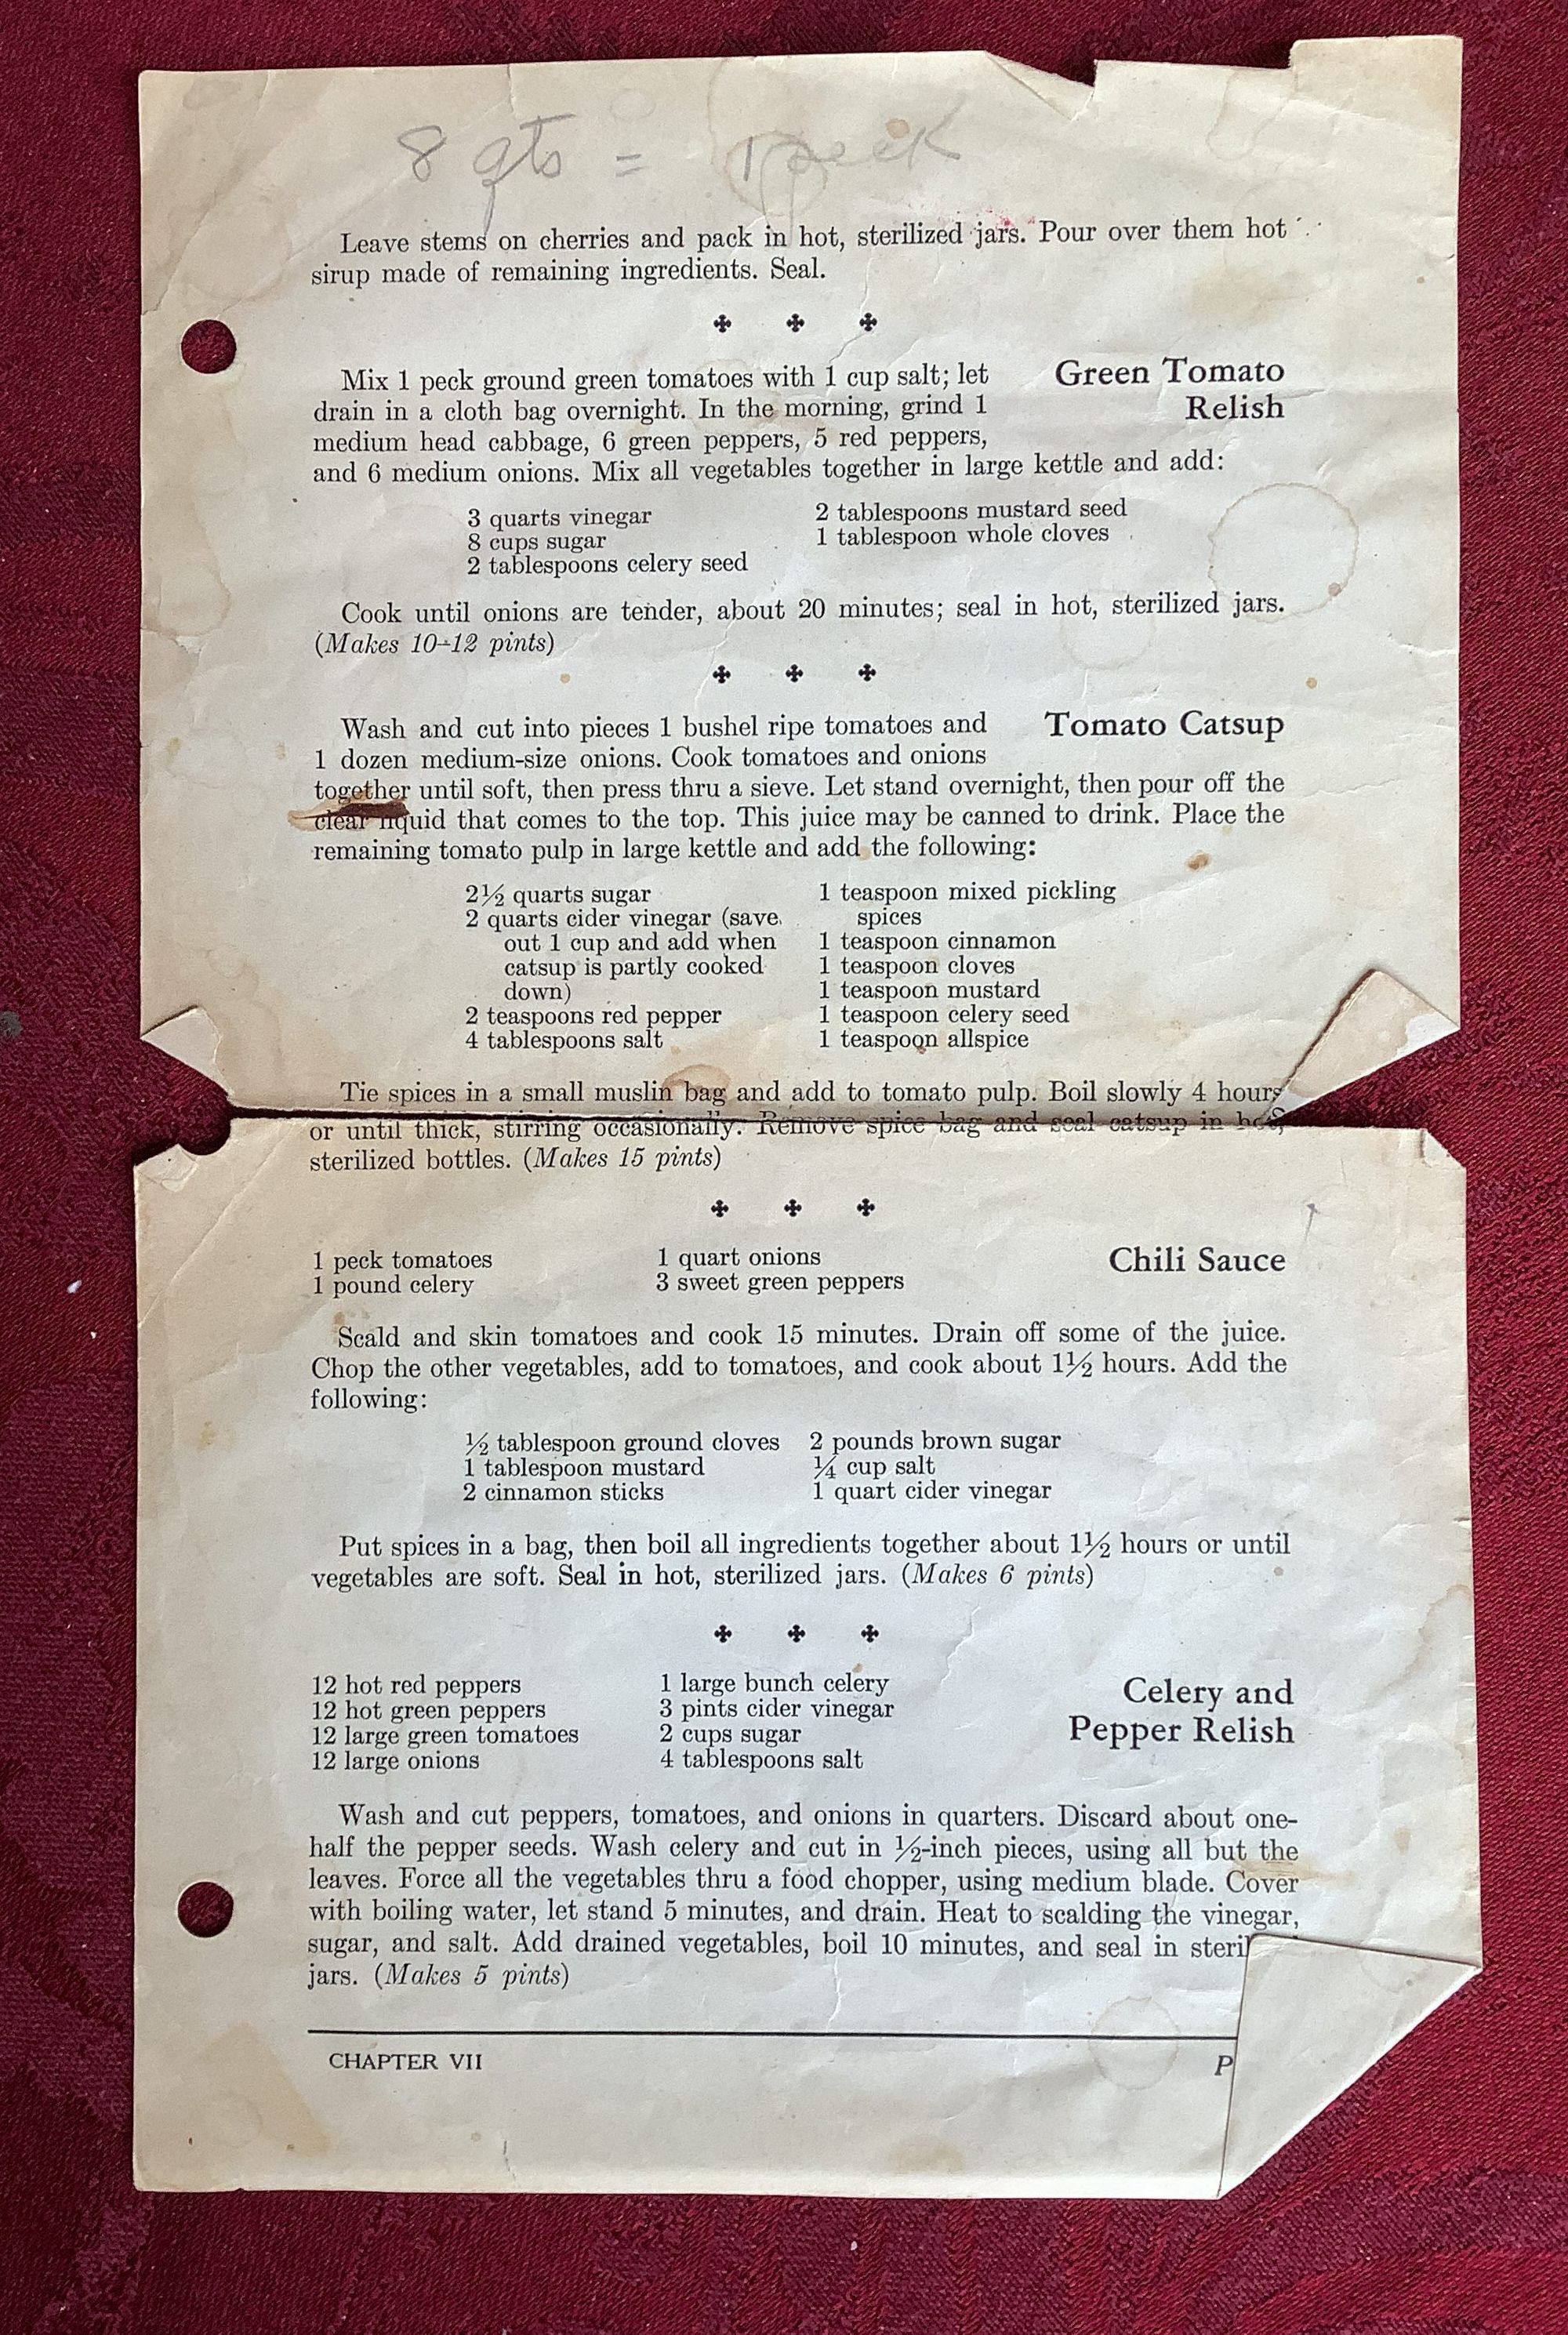 8 qts = 1 peck
Leave stems on cherries and pack in hot, sterilized jars. Pour over them hot
sirup made of remaining ingredients. Seal.
Green Tomato
Relish
Mix 1 peck ground green tomatoes with 1 cup salt; let
drain in a cloth bag overnight. In the morning, grind 1
medium head cabbage, 6 green peppers, 5 red peppers,
and 6 medium onions. Mix all vegetables together in large kettle and add:
3 quarts vinegar
8 cups sugar
2 tablespoons celery seed
2 tablespoons mustard seed
1 tablespoon whole cloves
Cook until onions are tender, about 20 minutes; seal in hot, sterilized jars.
(Makes 10-12 pints)
Tomato Catsup
Wash and cut into pieces 1 bushel ripe tomatoes and
1 dozen medium-size onions. Cook tomatoes and onions
together until soft, then press thru a sieve. Let stand overnight, then pour off the
clear liquid that comes to the top. This juice may be canned to drink. Place the
remaining tomato pulp in large kettle and add the following:
2½ quarts sugar
2 quarts cider vinegar (save
out 1 cup and add when
catsup is partly cooked
down)
2 teaspoons red pepper
4 tablespoons salt
1 teaspoon mixed pickling
spices
1 teaspoon cinnamon
1 teaspoon cloves
1 teaspoon mustard
1 teaspoon celery seed
1 teaspoon allspice
Tie spices in a small muslin bag and add to tomato pulp. Boil slowly 4 hours
or until thick, stirring occasionally. Remove spice bag and seal catsup in hot,
sterilized bottles. (Makes 15 pints)
Chili Sauce
1 peck tomatoes
1 pound celery
1 quart onions
3 sweet green peppers
Scald and skin tomatoes and cook 15 minutes. Drain off some of the juice.
Chop the other vegetables, add to tomatoes, and cook about 1½ hours. Add the
following:
½ tablespoon ground cloves
1 tablespoon mustard
2 cinnamon sticks
2 pounds brown sugar
¼ cup salt
1 quart cider vinegar
Put spices in a bag, then boil all ingredients together about 1½ hours or until
vegetables are soft. Seal in hot, sterilized jars. (Makes 6 pints)
Celery and
Pepper Relish
12 hot red peppers
12 hot green peppers
12 large green tomatoes
12 large onions
1 large bunch celery
3 pints cider vinegar
2 cups sugar
4 tablespoons salt
Wash and cut peppers, tomatoes, and onions in quarters. Discard about one-
half the pepper seeds. Wash celery and cut in ½-inch pieces, using all but the
leaves. Force all the vegetables thru a food chopper, using medium blade. Cover
with boiling water, let stand 5 minutes, and drain. Heat to scalding the vinegar,
sugar, and salt. Add drained vegetables, boil 10 minutes, and seal in
jars. (Makes 5 pints)
CHAPTER VII